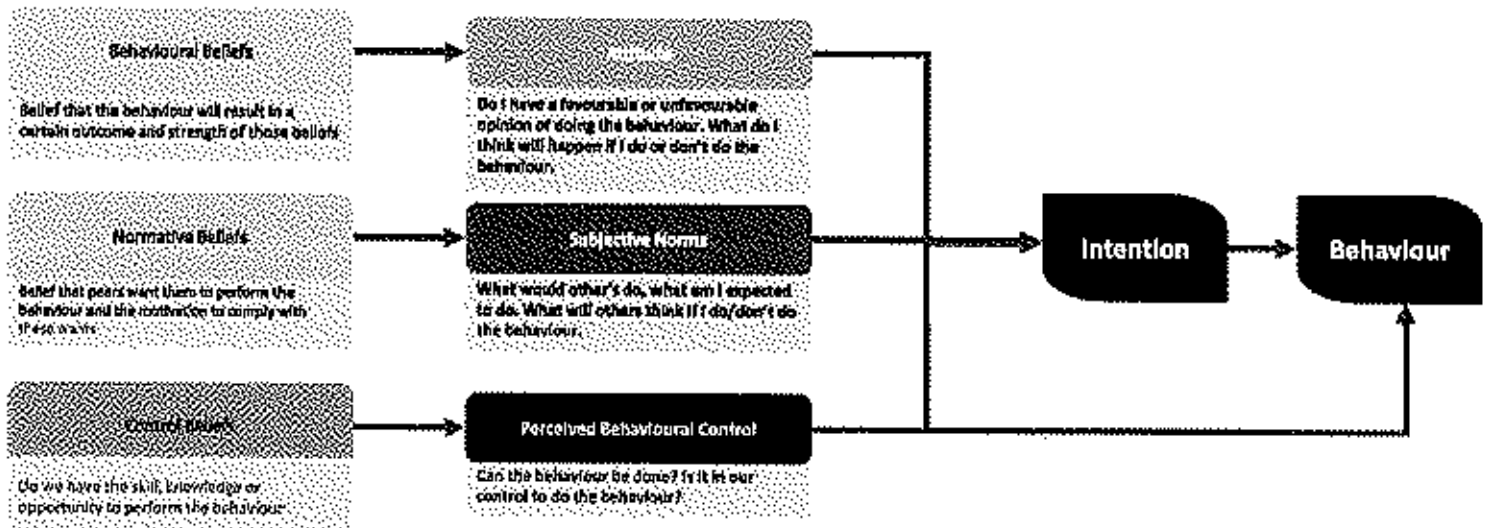 Behavioural Beliefs
Belief that the behaviour will result in a
certain outcome and strength of those beliefs
Attitude
Do I have a favourable or unfavourable
opinion of doing the behaviour. What do I
think will happen if I do or don't do the
behaviour.
Normative Beliefs
Belief that peers want them to perform the
behaviour and the motivation to comply with
these wants
Subjective Norms
What would other's do, what am I expected
to do. What will others think if I do/don't do
the behaviour.
Control Beliefs
Do we have the skill, knowledge or
opportunity to perform the behaviour
Perceived Behavioural Control
Can the behaviour be done? Is it in our
control to do the behaviour?
Intention
Behaviour